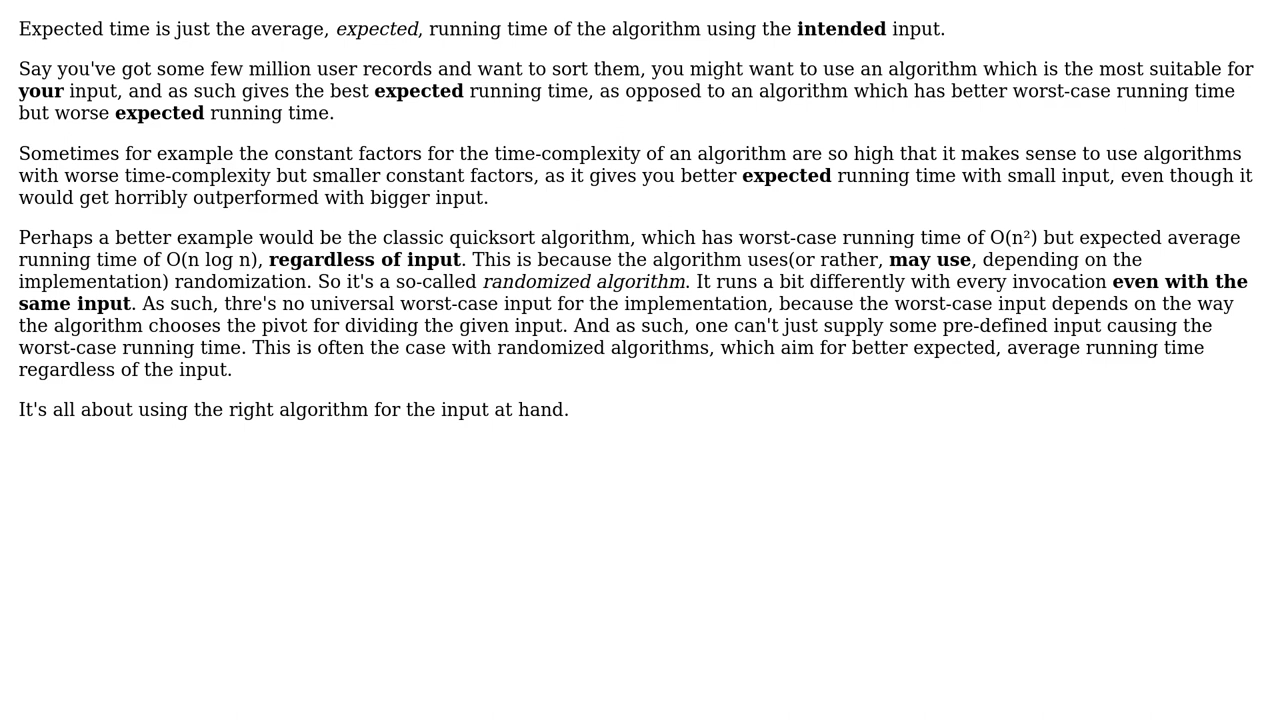 Expected time is just the average, expected, running time of the algorithm using the intended input.
Say you've got some few million user records and want to sort them, you might want to use an algorithm which is the most suitable for
your input, and as such gives the best expected running time, as opposed to an algorithm which has better worst-case running time
but worse expected running time.
Sometimes for example the constant factors for the time-complexity of an algorithm are so high that it makes sense to use algorithms
with worse time-complexity but smaller constant factors, as it gives you better expected running time with small input, even though it
would get horribly outperformed with bigger input.
Perhaps a better example would be the classic quicksort algorithm, which has worst-case running time of O(n²) but expected average
running time of O(n log n), regardless of input. This is because the algorithm uses(or rather, may use, depending on the
implementation) randomization. So it's a so-called randomized algorithm. It runs a bit differently with every invocation even with the
same input. As such, thre's no universal worst-case input for the implementation, because the worst-case input depends on the way
the algorithm chooses the pivot for dividing the given input. And as such, one can't just supply some pre-defined input causing the
worst-case running time. This is often the case with randomized algorithms, which aim for better expected, average running time
regardless of the input.
It's all about using the right algorithm for the input at hand.